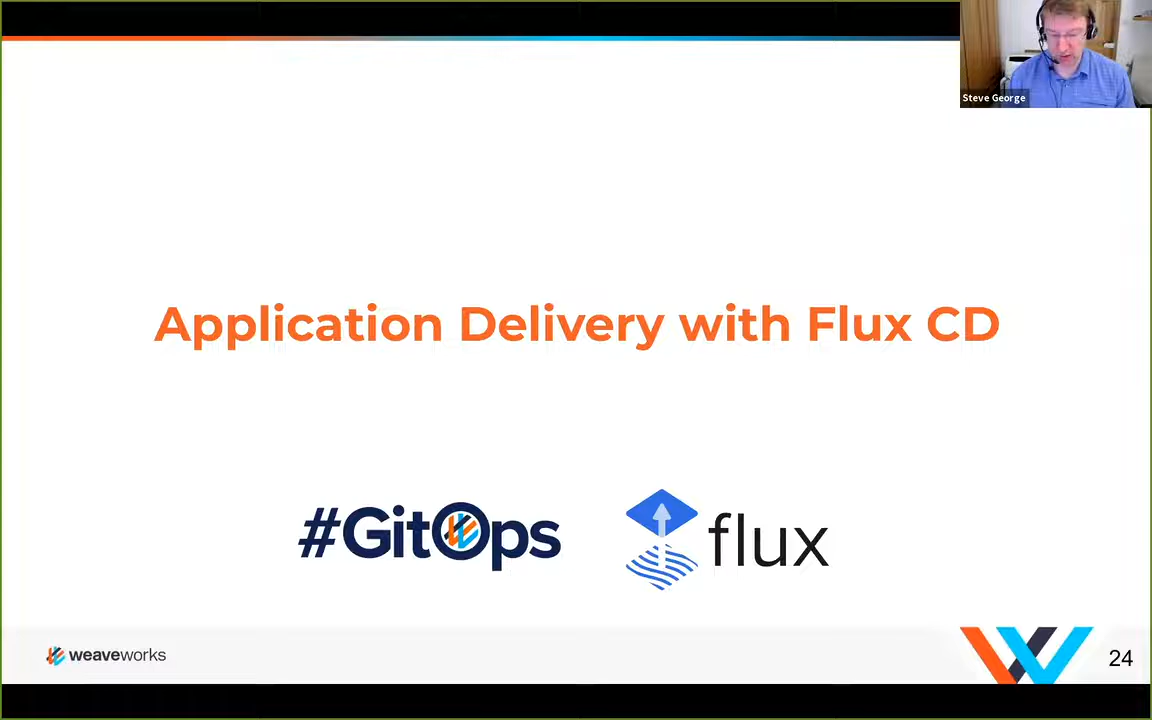 Steve George
Application Delivery with Flux CD
#GitOps
flux
weaveworks
24